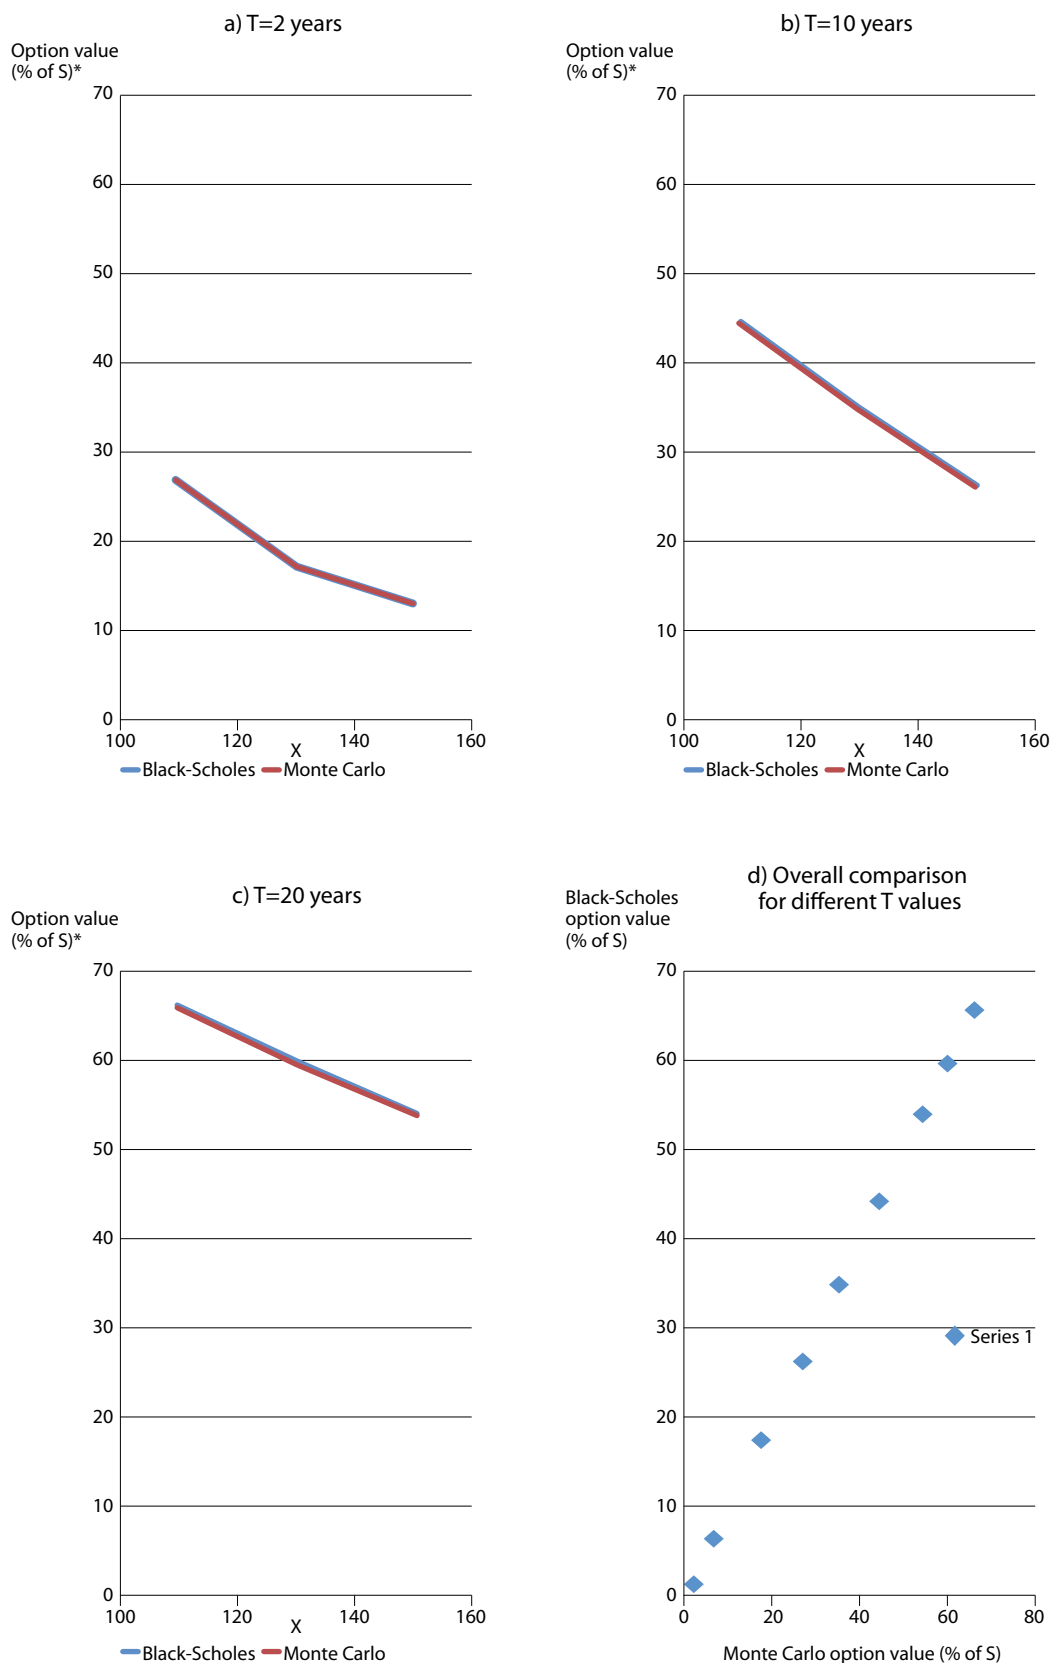 a) T=2 years
Option value
(% of S)*
70
60
50
40
30
20
10
0
100 120 140 160
X
Black-Scholes Monte Carlo
b) T=10 years
Option value
(% of S)*
70
60
50
40
30
20
10
0
100 120 140 160
X
Black-Scholes Monte Carlo
c) T=20 years
Option value
(% of S)*
70
60
50
40
30
20
10
0
100 120 140 160
X
Black-Scholes Monte Carlo
d) Overall comparison
for different T values
Black-Scholes
option value
(% of S)
70
60
50
40
30
Series 1
20
10
0
0 20 40 60 80
Monte Carlo option value (% of S)